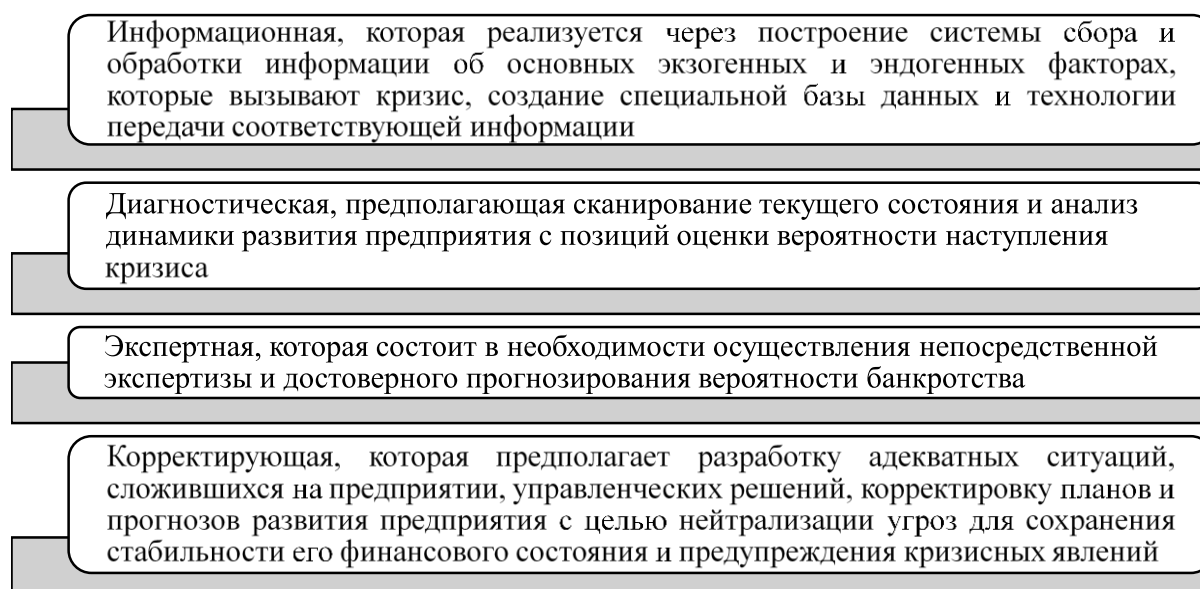 Информационная, которая реализуется через построение системы сбора и
обработки информации об основных экзогенных и эндогенных факторах,
которые вызывают кризис, создание специальной базы данных и технологии
передачи соответствующей информации
Диагностическая, предполагающая сканирование текущего состояния и анализ
динамики развития предприятия с позиций оценки вероятности наступления
кризиса
Экспертная, которая состоит в необходимости осуществления непосредственной
экспертизы и достоверного прогнозирования вероятности банкротства
Корректирующая, которая предполагает разработку адекватных ситуаций,
сложившихся на предприятии, управленческих решений, корректировку планов и
прогнозов развития предприятия с целью нейтрализации угроз для сохранения
стабильности его финансового состояния и предупреждения кризисных явлений